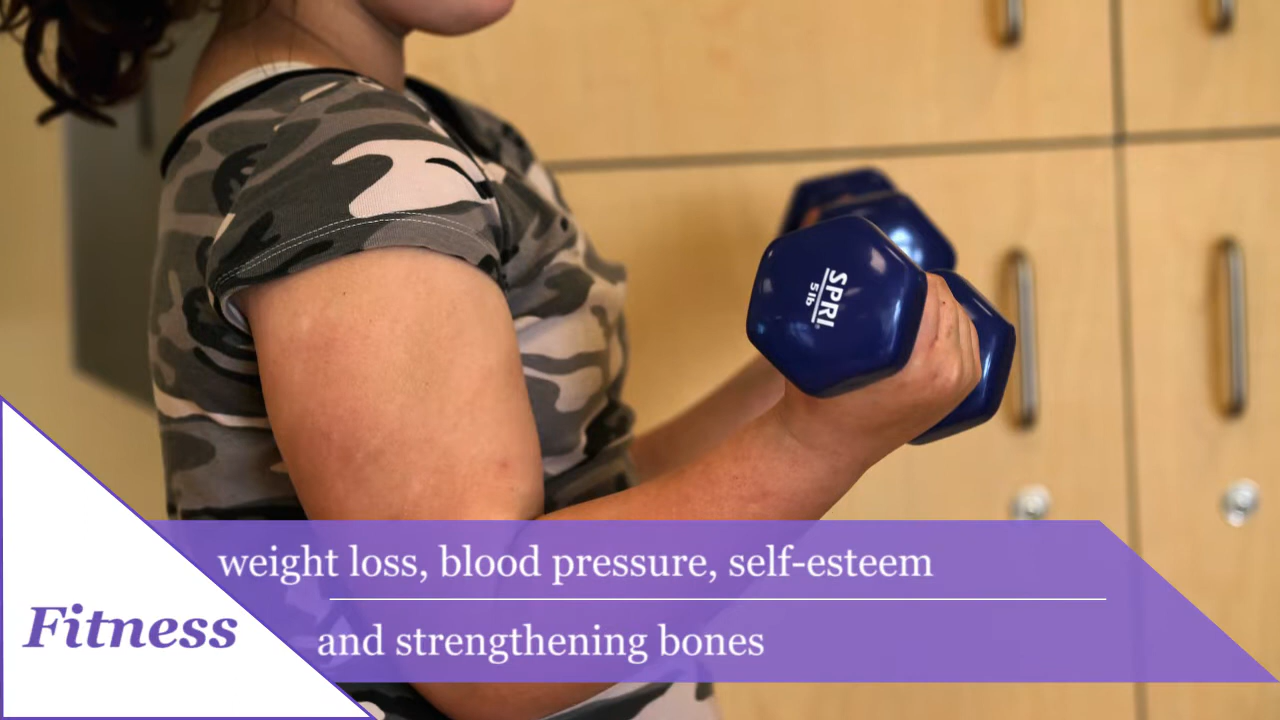 SPRI
5lb
weight loss, blood pressure, self-esteem
Fitness
and strengthening bones